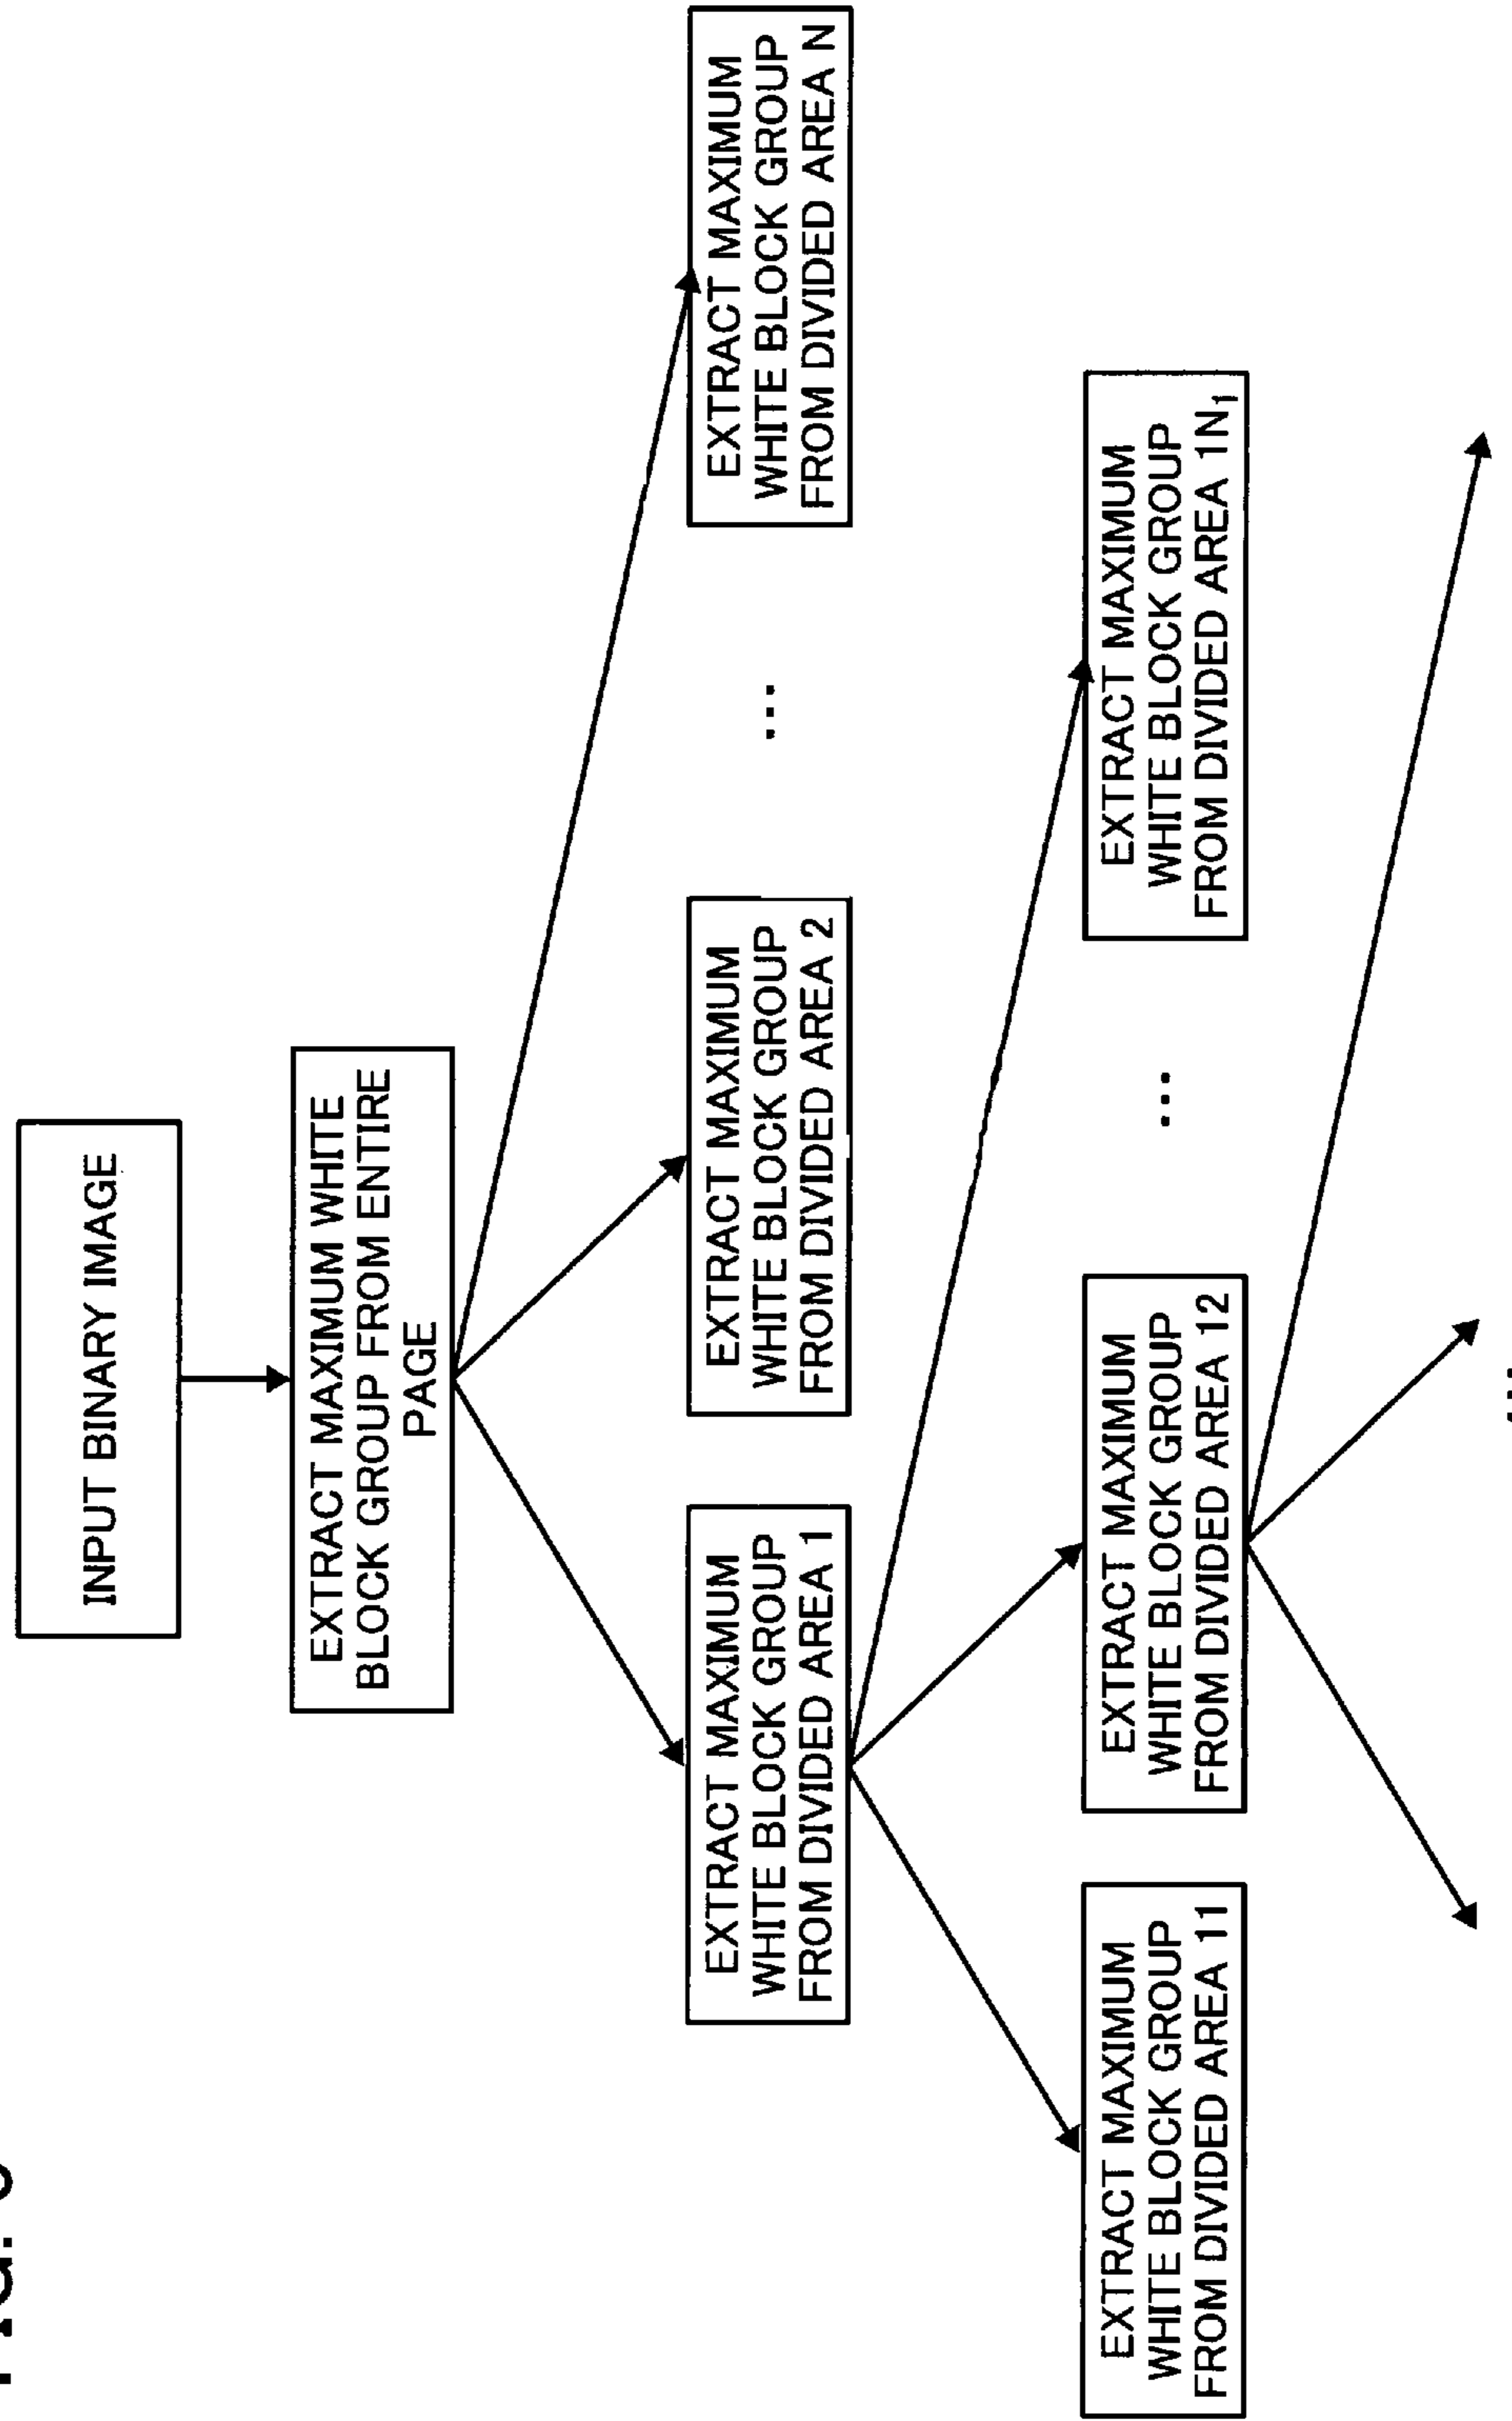 INPUT BINARY IMAGE
EXTRACT MAXIMUM WHITE
BLOCK GROUP FROM ENTIRE
PAGE
EXTRACT MAXIMUM
WHITE BLOCK GROUP
FROM DIVIDED AREA 1
EXTRACT MAXIMUM
WHITE BLOCK GROUP
FROM DIVIDED AREA 2
...
EXTRACT MAXIMUM
WHITE BLOCK GROUP
FROM DIVIDED AREA N
EXTRACT MAXIMUM
WHITE BLOCK GROUP
FROM DIVIDED AREA 11
EXTRACT MAXIMUM
WHITE BLOCK GROUP
FROM DIVIDED AREA 12
...
EXTRACT MAXIMUM
WHITE BLOCK GROUP
FROM DIVIDED AREA 1N₁
...